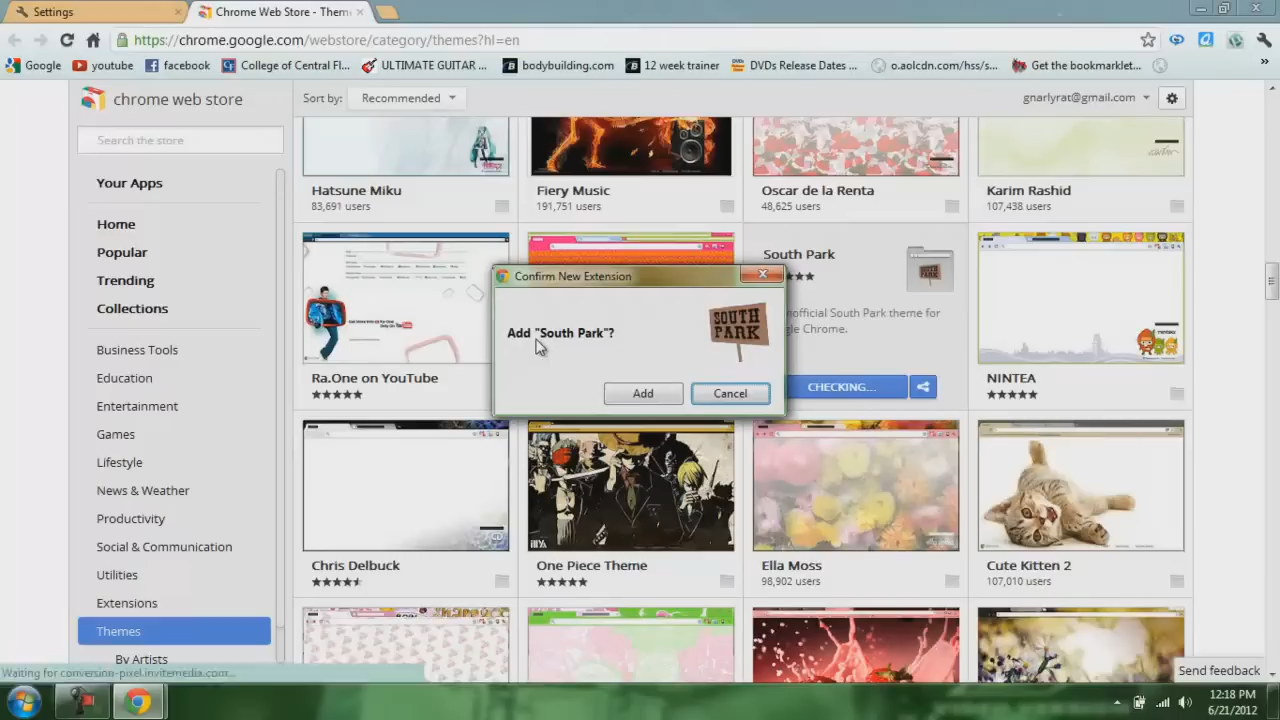 Settings
Chrome Web Store - Them
https://chrome.google.com/webstore/category/themes?hl=en
Google
youtube
facebook
College of Central Fl...
ULTIMATE GUITAR ...
bodybuilding.com
12 week trainer
DVDs Release Dates ...
o.aolcdn.com/hss/s...
Get the bookmarklet...
»
chrome web store
Sort by:
Recommended
gnarlyrat@gmail.com
Search the store
Your Apps
Home
Popular
Trending
Collections
Business Tools
Education
Entertainment
Games
Lifestyle
News & Weather
Productivity
Social & Communication
Utilities
Extensions
Themes
By Artists
Hatsune Miku
83,691 users
Fiery Music
191,751 users
Oscar de la Renta
48,625 users
Karim Rashid
107,438 users
Ra.One on YouTube
South Park
nofficial South Park theme for
gle Chrome.
CHECKING...
NINTEA
Confirm New Extension
Add "South Park"?
SOUTH
PARK
Add
Cancel
Chris Delbuck
One Piece Theme
Ella Moss
98,902 users
Cute Kitten 2
107,010 users
Send feedback
Waiting for conversion-pixel.invitemedia.com...
12:18 PM
6/21/2012